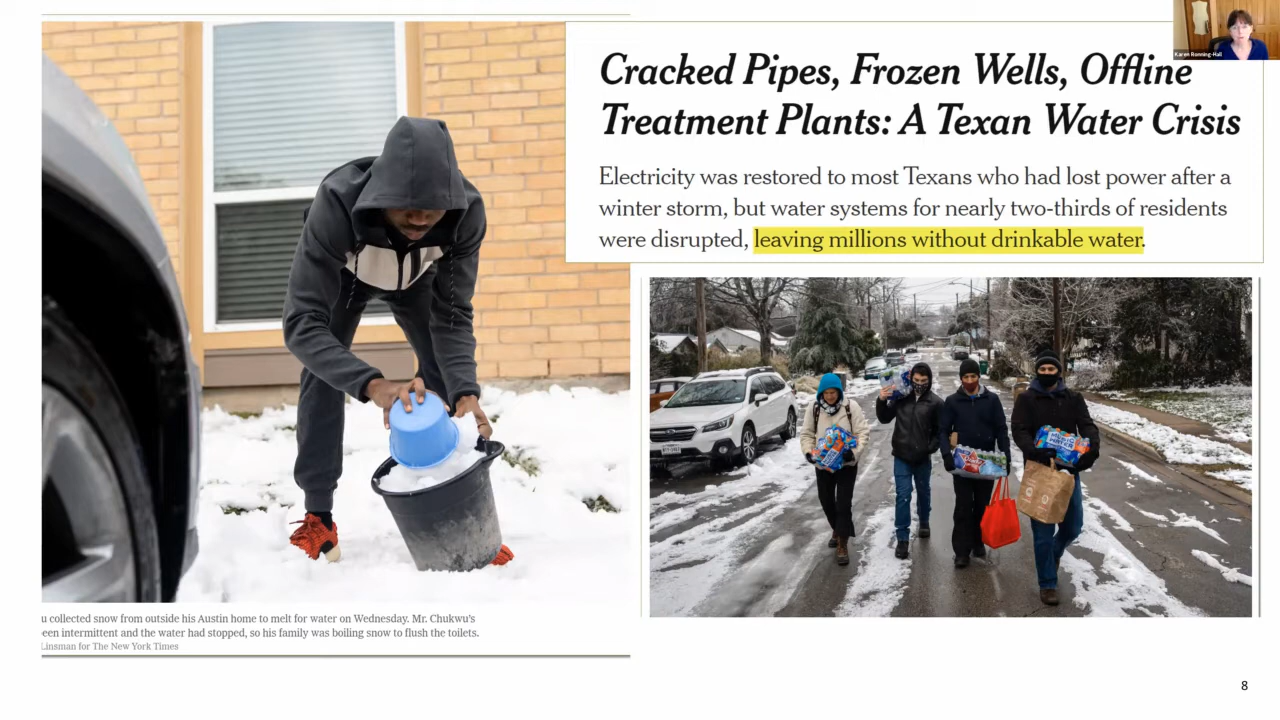 Karen Ronning-Hall
Cracked Pipes, Frozen Wells, Offline
Treatment Plants: A Texan Water Crisis
Electricity was restored to most Texans who had lost power after a
winter storm, but water systems for nearly two-thirds of residents
were disrupted, leaving millions without drinkable water.
u collected snow from outside his Austin home to melt for water on Wednesday. Mr. Chukwu's
een intermittent and the water had stopped, so his family was boiling snow to flush the toilets.
Linsman for The New York Times
8